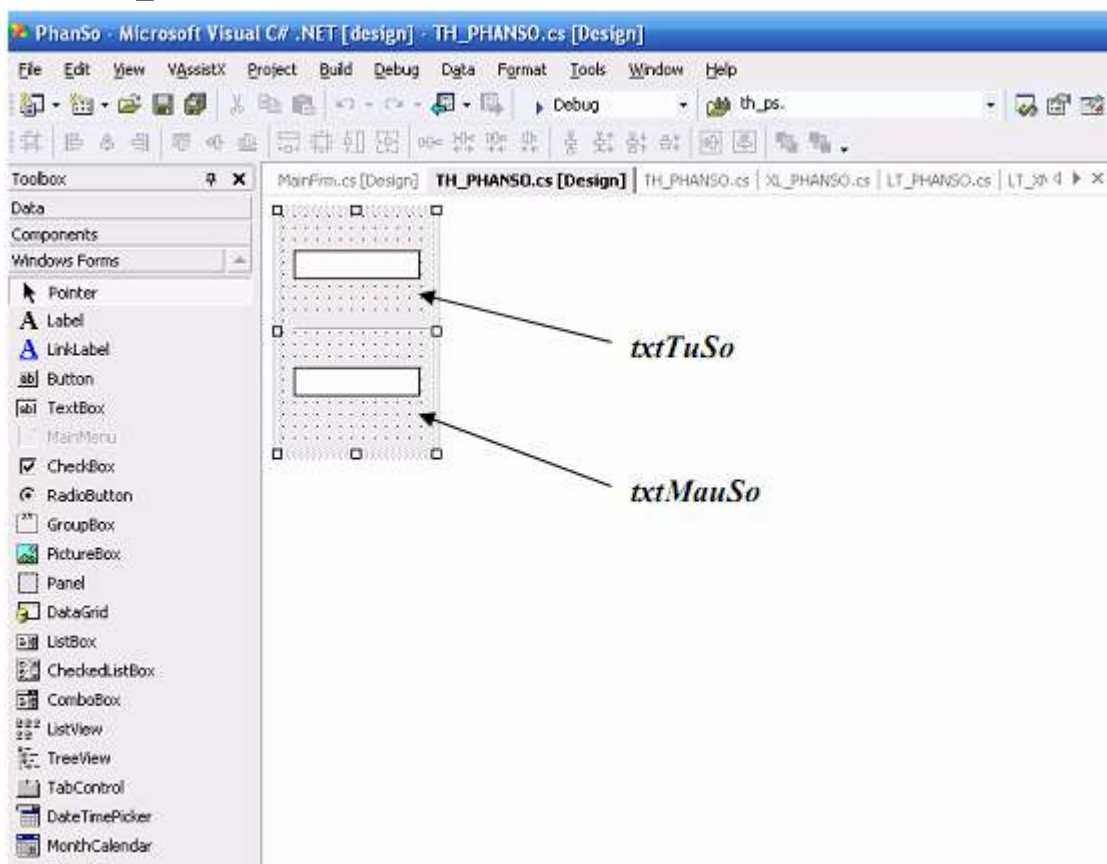 PhanSo - Microsoft Visual C# .NET [design] - TH_PHANSO.cs [Design]
File Edit View VAssistX Project Build Debug Data Format Tools Window Help
Debug th_ps.
Toolbox
MainFrm.cs [Design] TH_PHANSO.cs [Design] TH_PHANSO.cs XL_PHANSO.cs LT_PHANSO.cs
Data
Components
Windows Forms
Pointer
A Label
A LinkLabel
ab Button
abl TextBox
MainMenu
CheckBox
RadioButton
GroupBox
PictureBox
Panel
DataGrid
ListBox
CheckedListBox
ComboBox
ListView
TreeView
TabControl
DateTimePicker
MonthCalendar
txtTuSo
txtMauSo